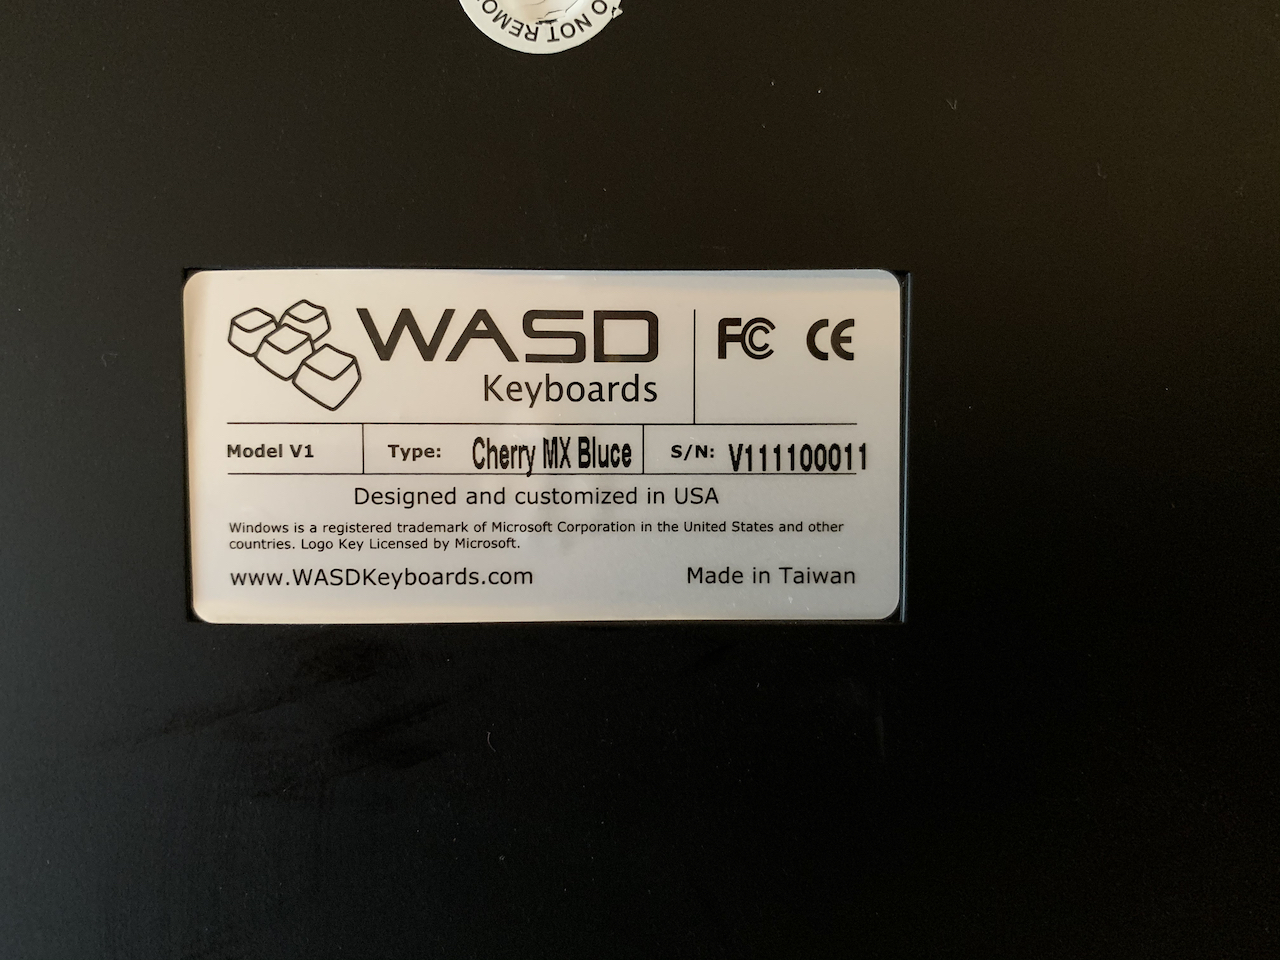 DO NOT REMO
WASD
Keyboards
FC CE
Model V1
Type: Cherry MX Bluce
S/N: V111100011
Designed and customized in USA
Windows is a registered trademark of Microsoft Corporation in the United States and other
countries. Logo Key Licensed by Microsoft.
www.WASDKeyboards.com
Made in Taiwan